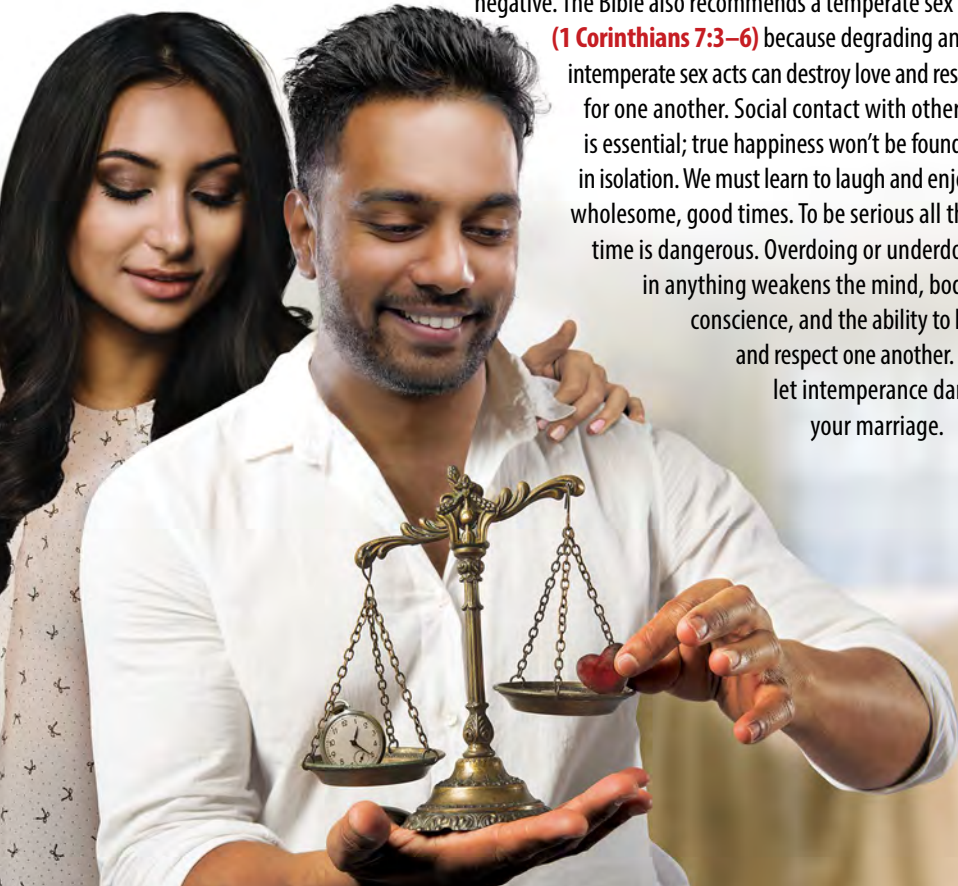 negative. The Bible also recommends a temperate sex
(1 Corinthians 7:3–6) because degrading an
intemperate sex acts can destroy love and res
for one another. Social contact with other
is essential; true happiness won't be found
in isolation. We must learn to laugh and enj
wholesome, good times. To be serious all th
time is dangerous. Overdoing or underdo
in anything weakens the mind, bod
conscience, and the ability to
and respect one another.
let intemperance da
your marriage.